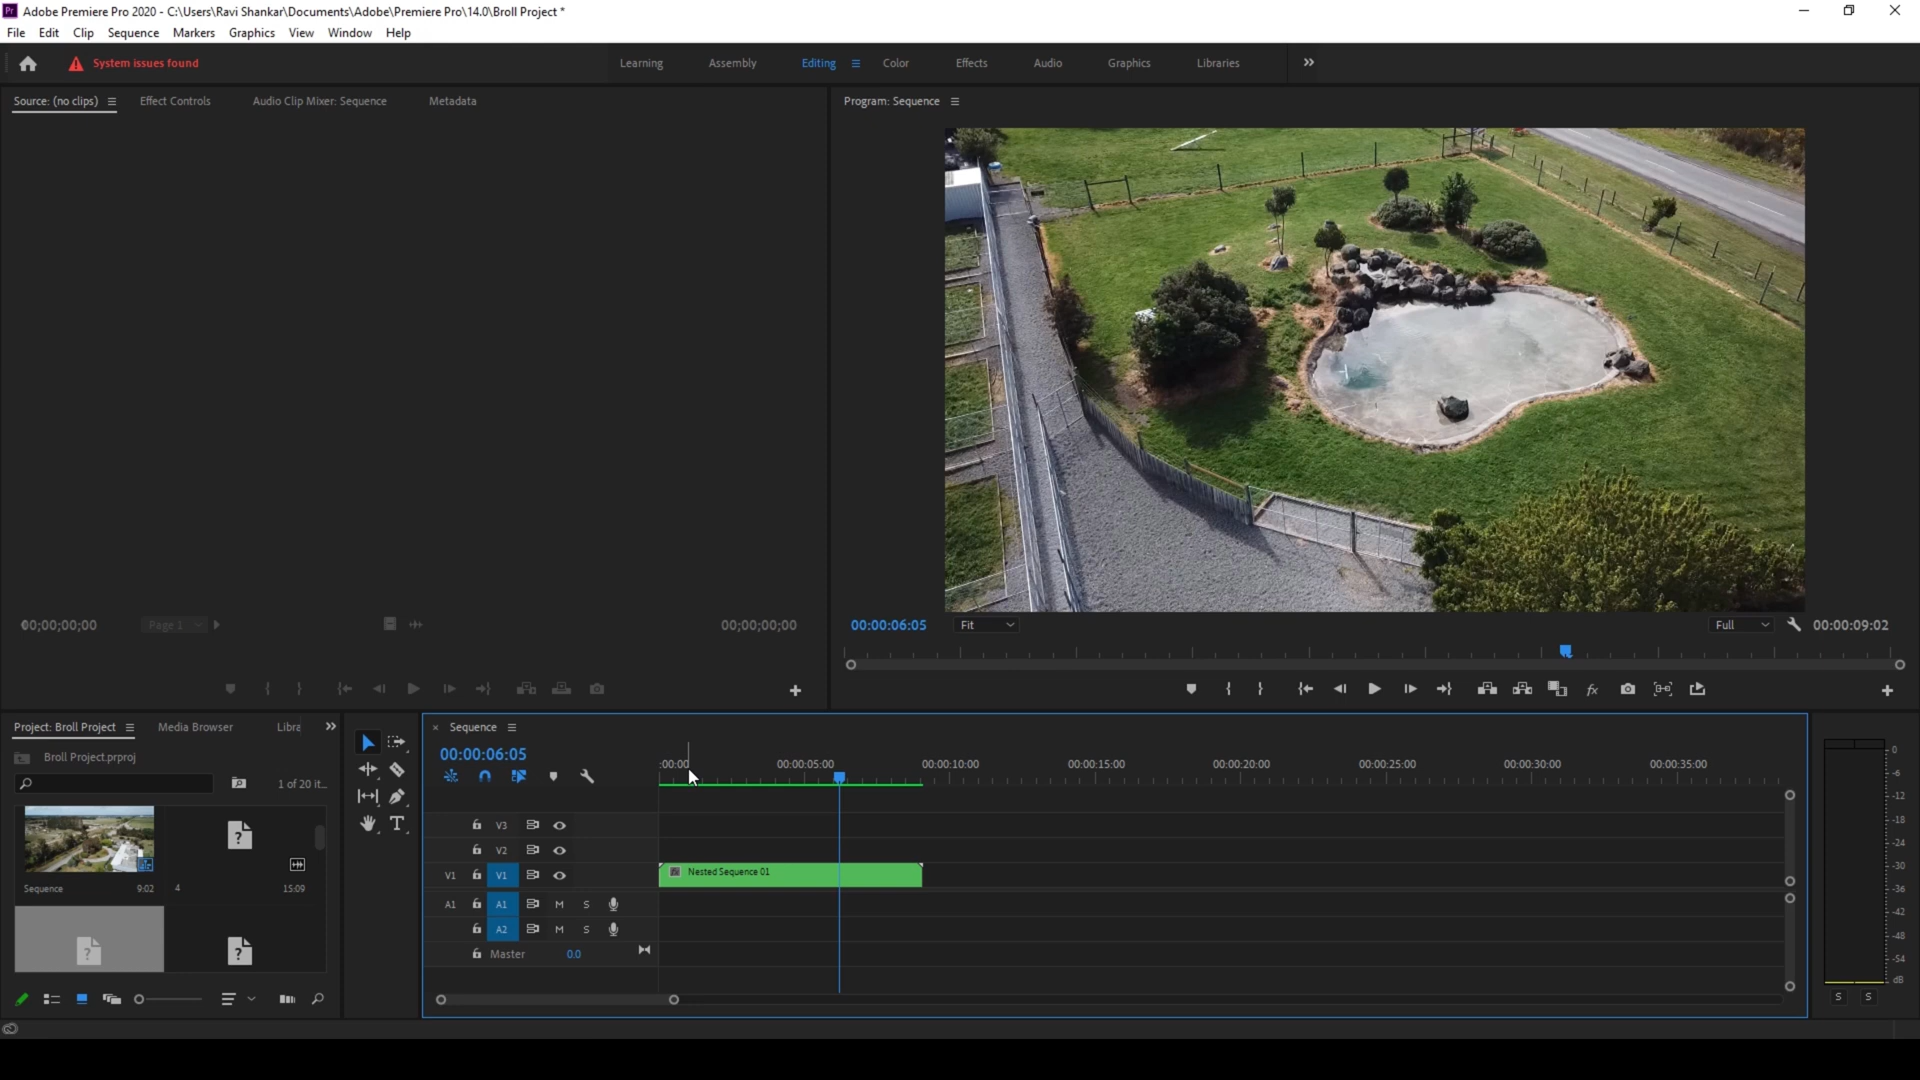 Pr Adobe Premiere Pro 2020 - C:\Users\Ravi Shankar\Documents\Adobe\Premiere Pro\14.0\Broll Project *
File Edit Clip Sequence Markers Graphics View Window Help
System issues found
Learning Assembly Editing Color Effects Audio Graphics Libraries
Source: (no clips) Effect Controls Audio Clip Mixer: Sequence Metadata
Program: Sequence
00;00;00;00 Page 1 00;00;00;00
00:00:06:05 Fit Full 00:00:09:02
Project: Broll Project Media Browser Libra
Broll Project.prproj
1 of 20 it...
Sequence 9:02
4 15:09
Sequence
00:00:06:05
:00:00 00:00:05:00 00:00:10:00 00:00:15:00 00:00:20:00 00:00:25:00 00:00:30:00 00:00:35:00
V3
V2
V1 V1 fx Nested Sequence 01
A1 A1 M S
A2 M S
Master 0.0
0
-6
-12
-18
-24
-30
-36
-42
-48
-54
dB
S S